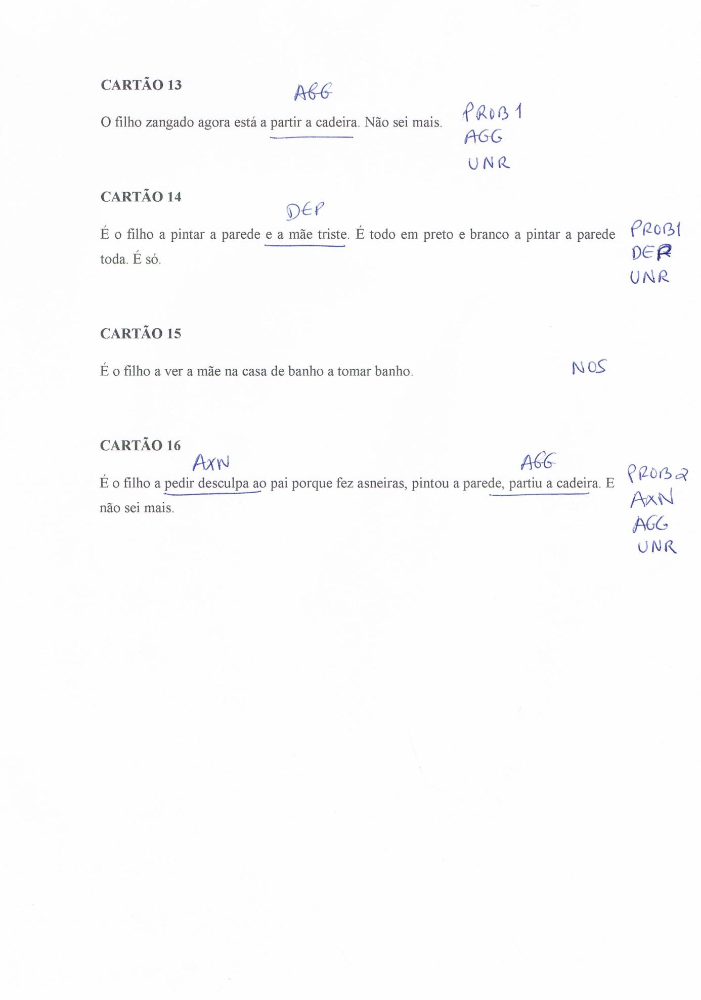 CARTÃO 13
AGG
O filho zangado agora está a partir a cadeira. Não sei mais.
PROB 1
AGG
UNR
CARTÃO 14
DEP
É o filho a pintar a parede e a mãe triste. É todo em preto e branco a pintar a parede
toda. É só.
PROB1
DEP
UNR
CARTÃO 15
É o filho a ver a mãe na casa de banho a tomar banho.
NOS
CARTÃO 16
AXN
AGG
É o filho a pedir desculpa ao pai porque fez asneiras, pintou a parede, partiu a cadeira. E
não sei mais.
PROB2
AXN
AGG
UNR